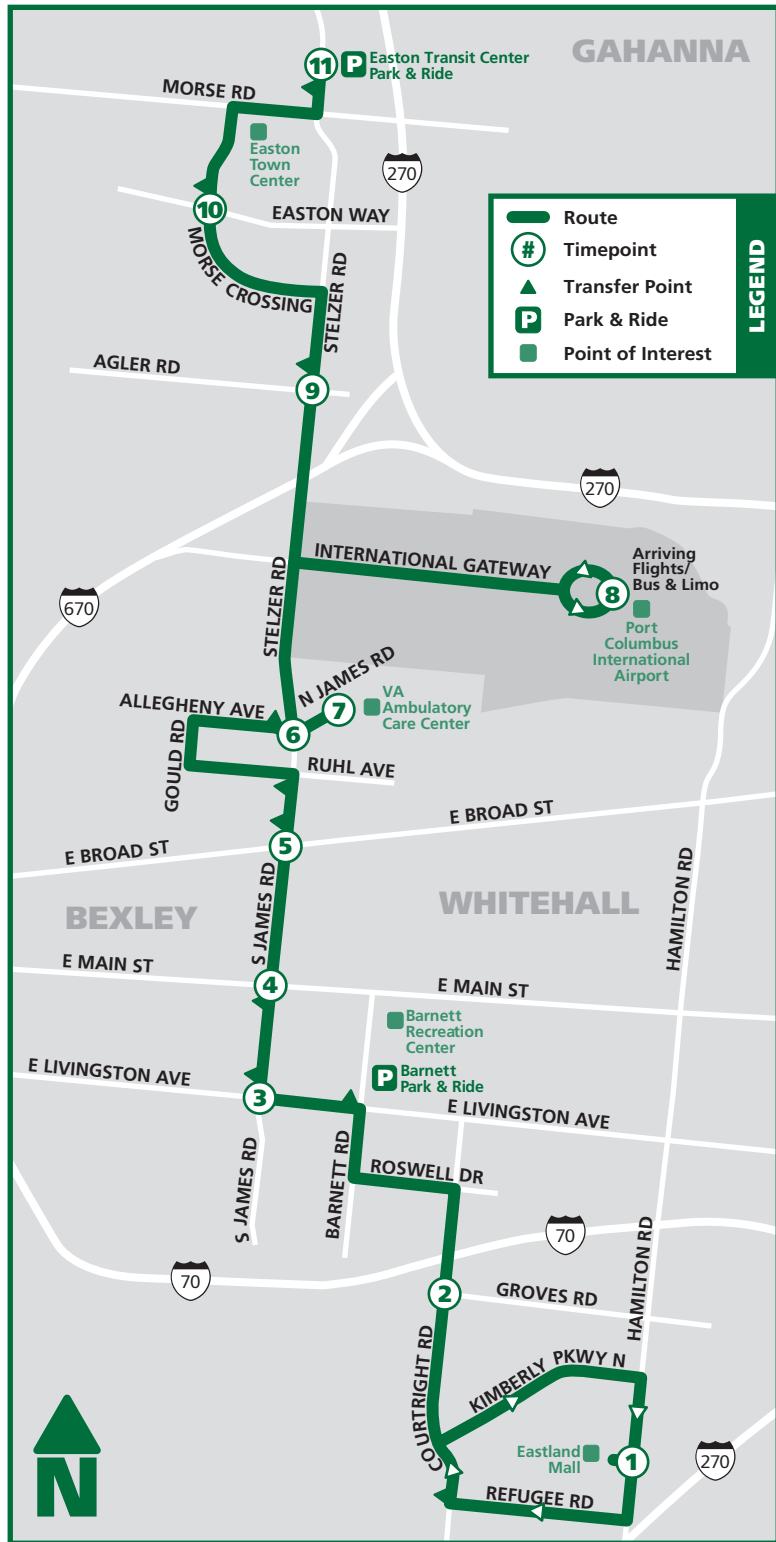 GAHANNA
11
P
Easton Transit Center
Park & Ride
MORSE RD
Easton
Town
Center
270
10
EASTON WAY
MORSE CROSSING
STELZER RD
LEGEND
Route
#
Timepoint
Transfer Point
P
Park & Ride
Point of Interest
AGLER RD
9
270
INTERNATIONAL GATEWAY
Arriving
Flights/
Bus & Limo
8
Port
Columbus
International
Airport
670
STELZER RD
N JAMES RD
ALLEGHENY AVE
7
VA
Ambulatory
Care Center
6
GOULD RD
RUHL AVE
E BROAD ST
E BROAD ST
5
S JAMES RD
HAMILTON RD
BEXLEY
WHITEHALL
E MAIN ST
4
E MAIN ST
Barnett
Recreation
Center
P
Barnett
Park & Ride
E LIVINGSTON AVE
3
E LIVINGSTON AVE
S JAMES RD
BARNETT RD
ROSWELL DR
70
70
HAMILTON RD
2
GROVES RD
COURTRIGHT RD
KIMBERLY PKWY N
Eastland
Mall
1
270
REFUGEE RD
N